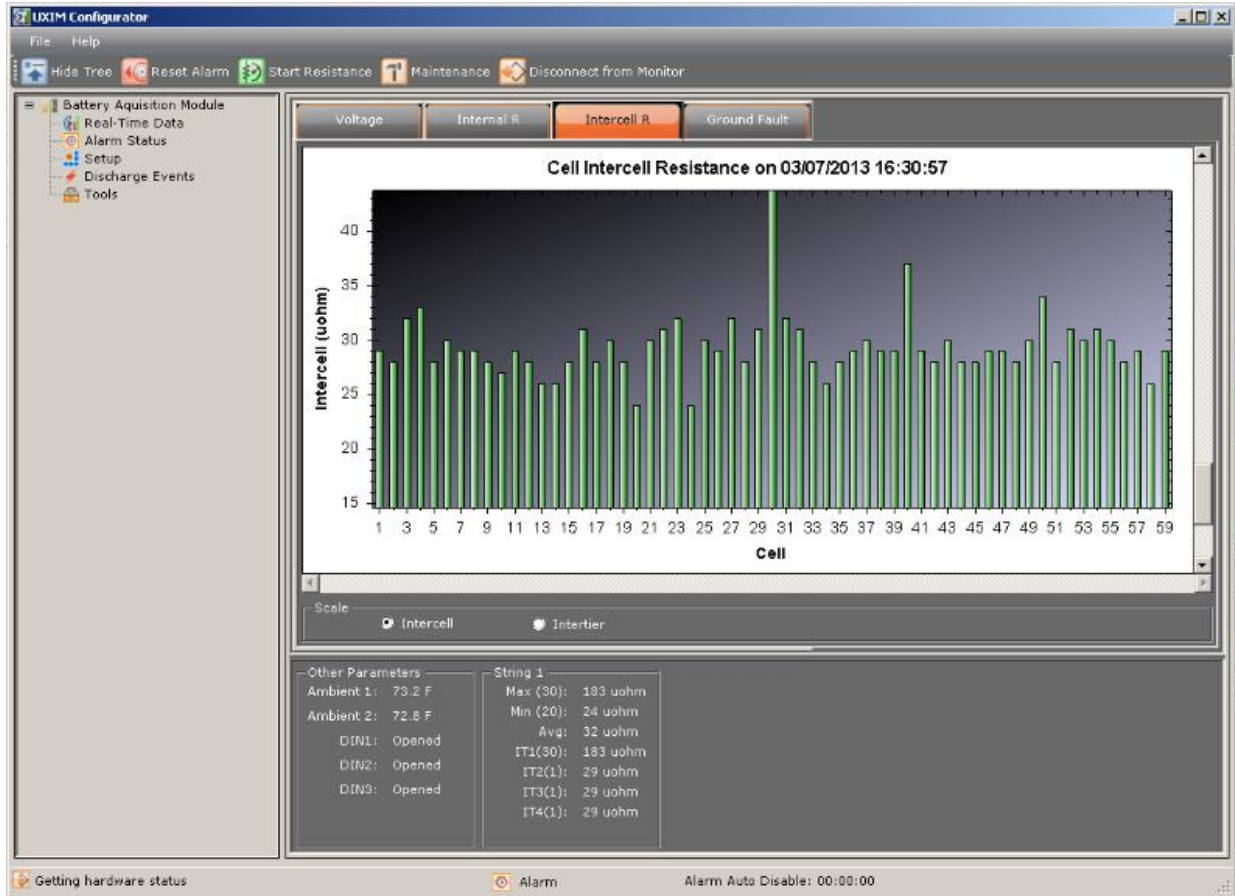 UXIM Configurator
File Help
Hide Tree Reset Alarm Start Resistance Maintenance Disconnect from Monitor
Battery Aquisition Module
Real-Time Data
Alarm Status
Setup
Discharge Events
Tools
Voltage Internal R Intercell R Ground Fault
Cell Intercell Resistance on 03/07/2013 16:30:57
Intercell (uohm)
40
35
30
25
20
15
1 3 5 7 9 11 13 15 17 19 21 23 25 27 29 31 33 35 37 39 41 43 45 47 49 51 53 55 57 59
Cell
Scale
Intercell Intertier
Other Parameters
Ambient 1: 73.2 F
Ambient 2: 72.8 F
DIN1: Opened
DIN2: Opened
DIN3: Opened
String 1
Max (30): 183 uohm
Min (20): 24 uohm
Avg: 32 uohm
IT1(30): 183 uohm
IT2(1): 29 uohm
IT3(1): 29 uohm
IT4(1): 29 uohm
Getting hardware status Alarm Alarm Auto Disable: 00:00:00